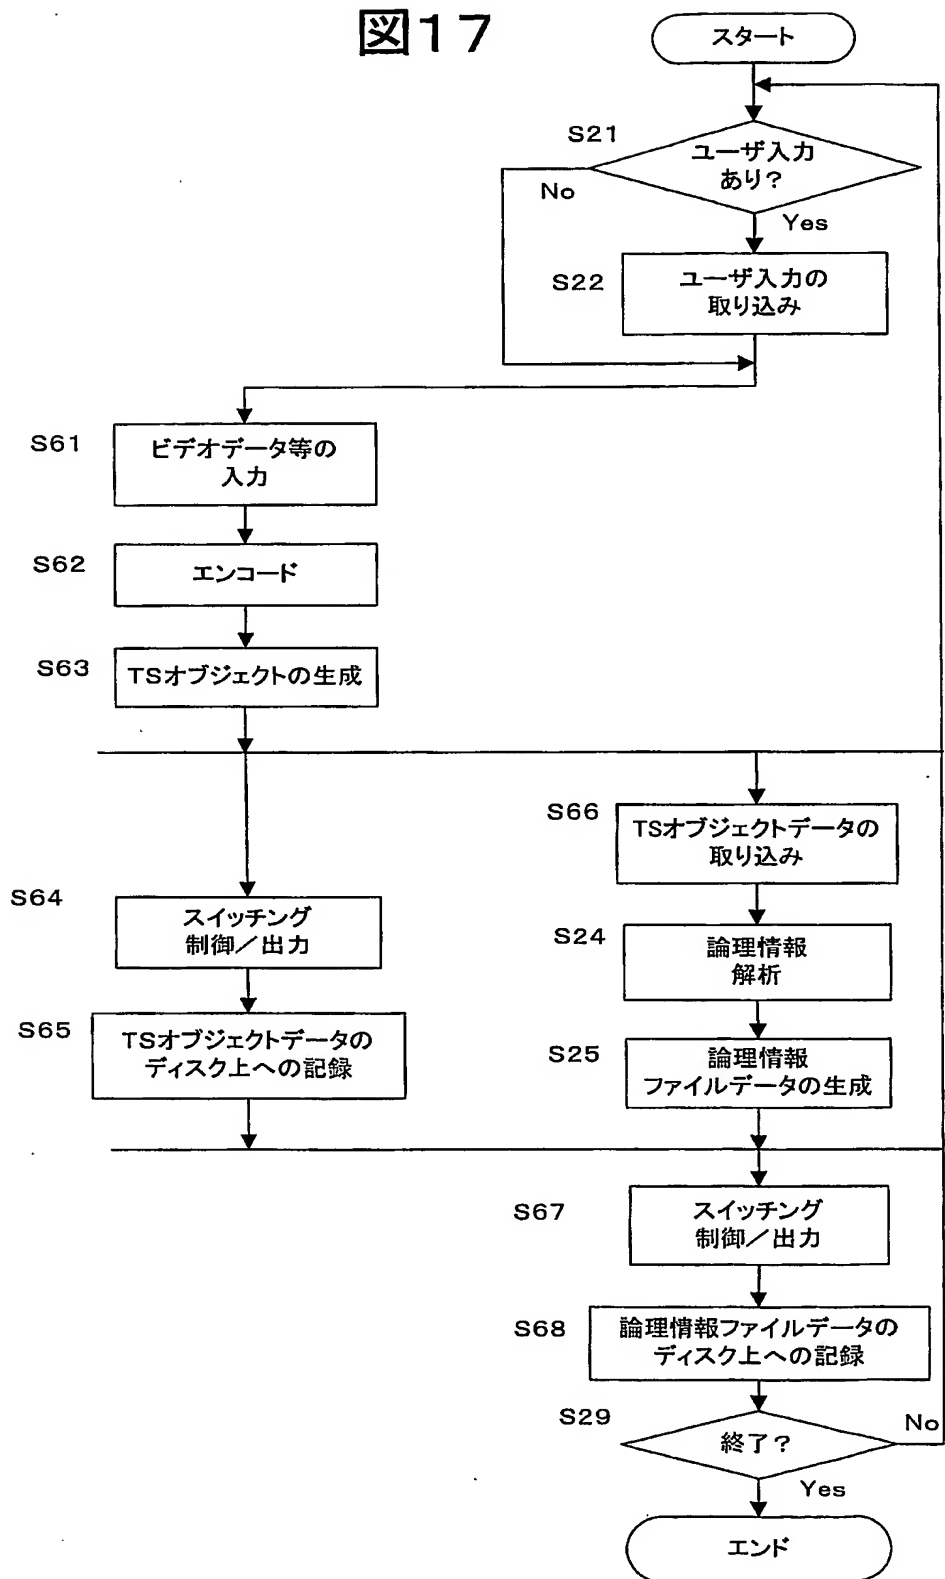 図17
スタート
S21
ユーザ入力
あり？
No
Yes
S22
ユーザ入力の
取り込み
S61
ビデオデータ等の
入力
S62
エンコード
S63
TSオブジェクトの生成
S66
TSオブジェクトデータの
取り込み
S64
スイッチング
制御／出力
S24
論理情報
解析
S65
TSオブジェクトデータの
ディスク上への記録
S25
論理情報
ファイルデータの生成
S67
スイッチング
制御／出力
S68
論理情報ファイルデータの
ディスク上への記録
S29
終了？
No
Yes
エンド